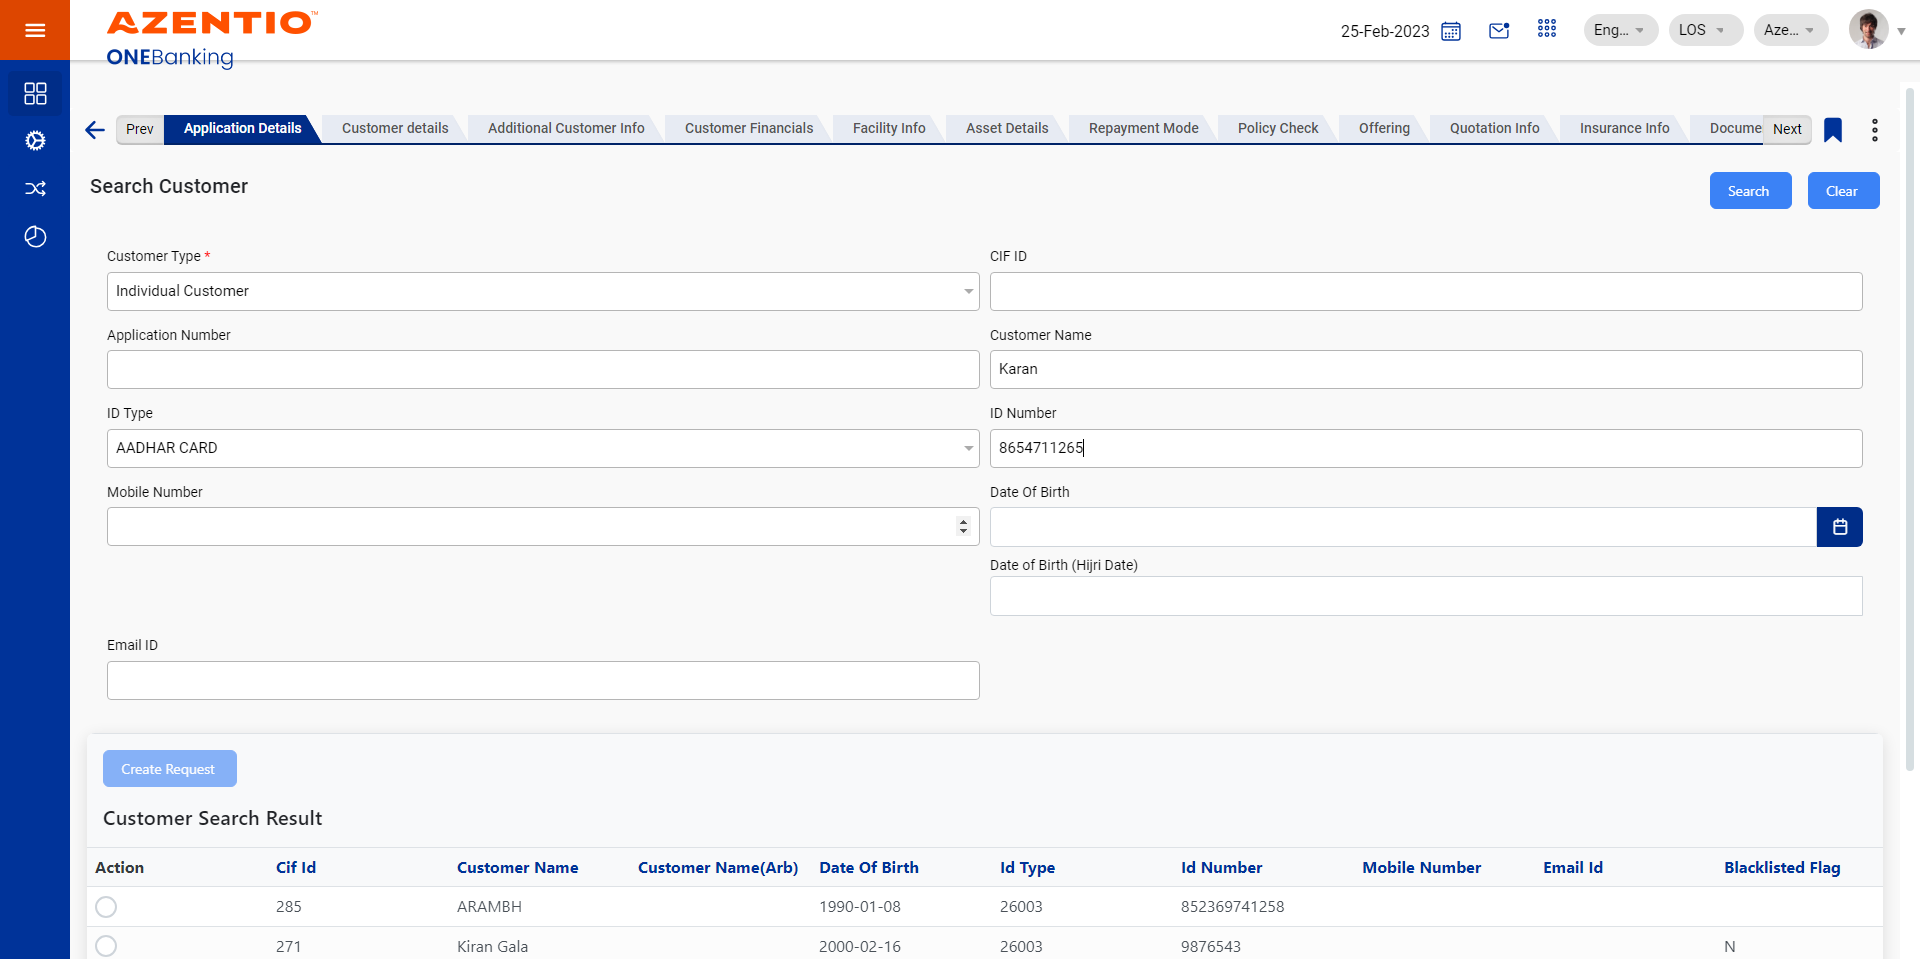 AZENTIO™
ONEBanking
25-Feb-2023
Eng...
LOS
Aze...
Prev
Application Details
Customer details
Additional Customer Info
Customer Financials
Facility Info
Asset Details
Repayment Mode
Policy Check
Offering
Quotation Info
Insurance Info
Docume
Next
Search Customer
Search
Clear
Customer Type *
CIF ID
Individual Customer
Application Number
Customer Name
Karan
ID Type
ID Number
AADHAR CARD
8654711265
Mobile Number
Date Of Birth
Date of Birth (Hijri Date)
Email ID
Create Request
Customer Search Result
Action Cif Id Customer Name Customer Name(Arb) Date Of Birth Id Type Id Number Mobile Number Email Id Blacklisted Flag
285 ARAMBH 1990-01-08 26003 852369741258
271 Kiran Gala 2000-02-16 26003 9876543 N